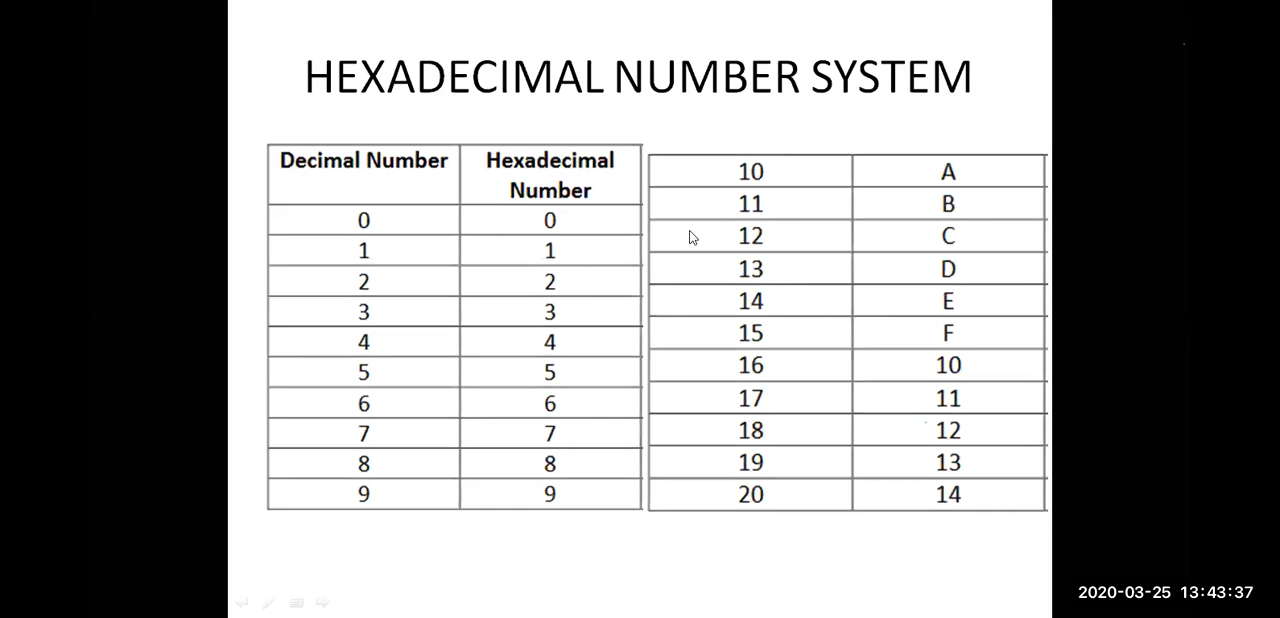 HEXADECIMAL NUMBER SYSTEM
Decimal Number Hexadecimal
Number
0 0
1 1
2 2
3 3
4 4
5 5
6 6
7 7
8 8
9 9
10 A
11 B
12 C
13 D
14 E
15 F
16 10
17 11
18 12
19 13
20 14
2020-03-25 13:43:37